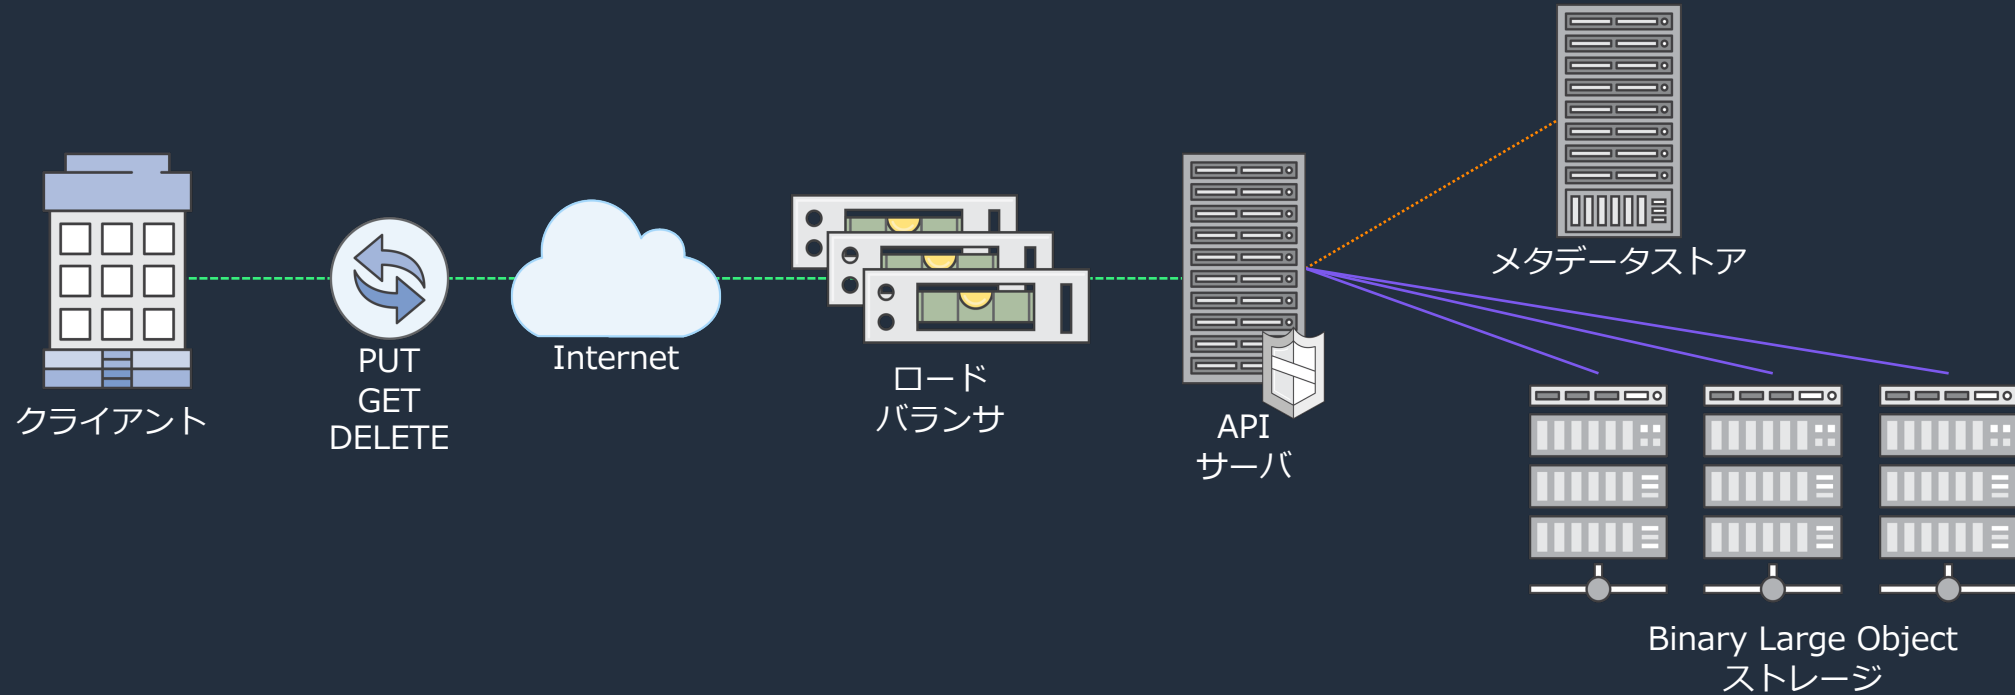 クライアント
PUT
GET
DELETE
Internet
ロード
バランサ
API
サーバ
メタデータストア
Binary Large Object
ストレージ